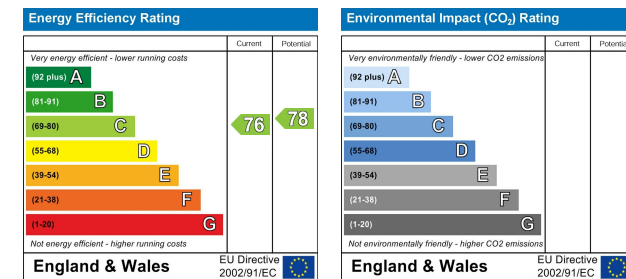 Energy Efficiency Rating
Current Potential
Very energy efficient - lower running costs
(92 plus) A
(81-91) B
(69-80) C 76 78
(55-68) D
(39-54) E
(21-38) F
(1-20) G
Not energy efficient - higher running costs
England & Wales
EU Directive
2002/91/EC
Environmental Impact (CO₂) Rating
Current Potential
Very environmentally friendly - lower CO2 emissions
(92 plus) A
(81-91) B
(69-80) C
(55-68) D
(39-54) E
(21-38) F
(1-20) G
Not environmentally friendly - higher CO2 emissions
England & Wales
EU Directive
2002/91/EC